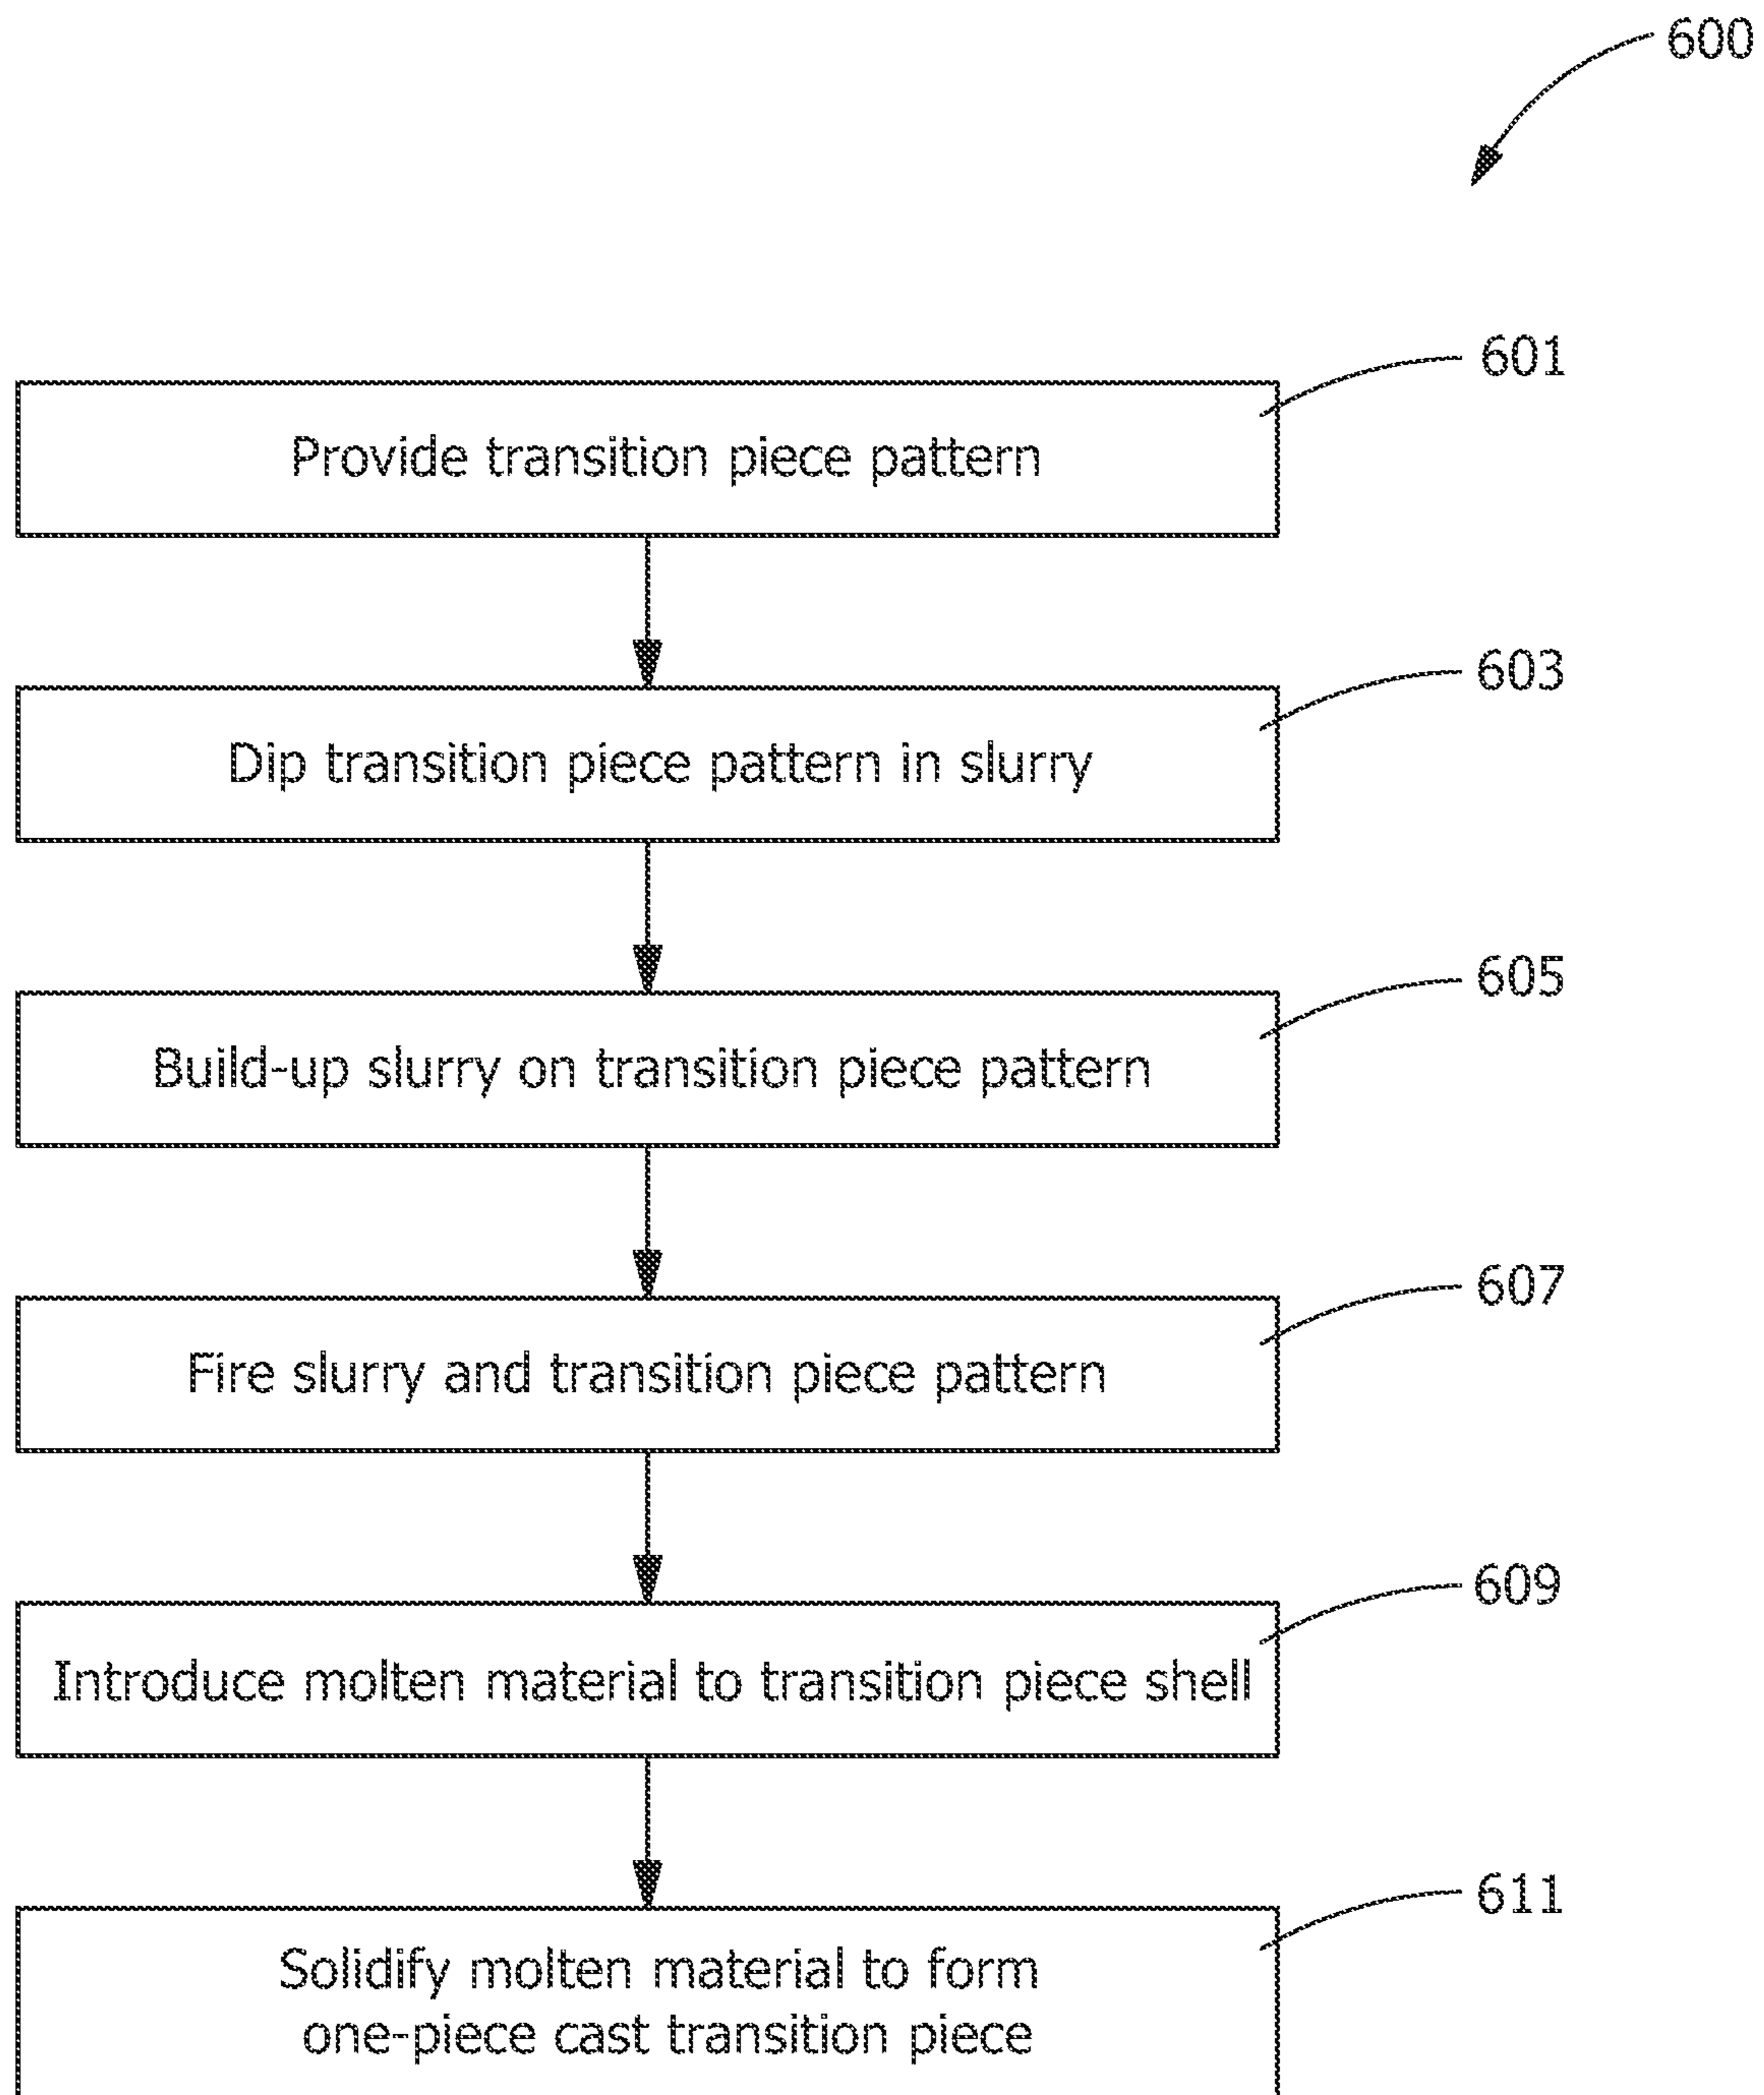 600
601
Provide transition piece pattern
603
Dip transition piece pattern in slurry
605
Build-up slurry on transition piece pattern
607
Fire slurry and transition piece pattern
609
Introduce molten material to transition piece shell
611
Solidify molten material to form
one-piece cast transition piece